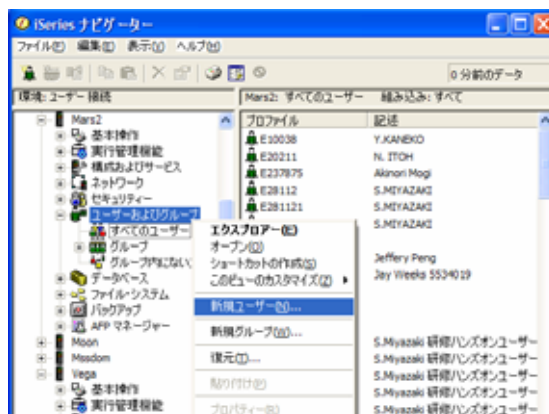 iSeries ナビゲーター
ファイル(F) 編集(E) 表示(V) ヘルプ(H)
0 分前のデータ
環境: ユーザー接続
Mars2: すべてのユーザー 組み込み: すべて
Mars2
基本操作
実行管理機能
構成およびサービス
ネットワーク
セキュリティー
ユーザーおよびグループ
すべてのユーザー
グループ
グループ内にない
データベース
ファイル・システム
バックアップ
AFP マネージャー
Moon
Mssdom
Vega
基本操作
実行管理機能
プロファイル 記述
E10038 Y.KANEKO
E20211 N. ITOH
E237875 Akinori Mogi
E28112 S.MIYAZAKI
E281121 S.MIYAZAKI
S.MIYAZAKI
Jeffery Peng
Jay Weeks 5534019
S.Miyazaki 研修ハンズオンユーザー
S.Miyazaki 研修ハンズオンユーザー
S.Miyazaki 研修ハンズオンユーザー
S.Miyazaki 研修ハンズオンユーザー
エクスプローラー(E)
オープン(O)
ショートカットの作成(S)
このビューのカスタマイズ(Z)
新規ユーザー(N)...
新規グループ(W)...
復元(T)...
貼り付け(P)
プロパティー(R)